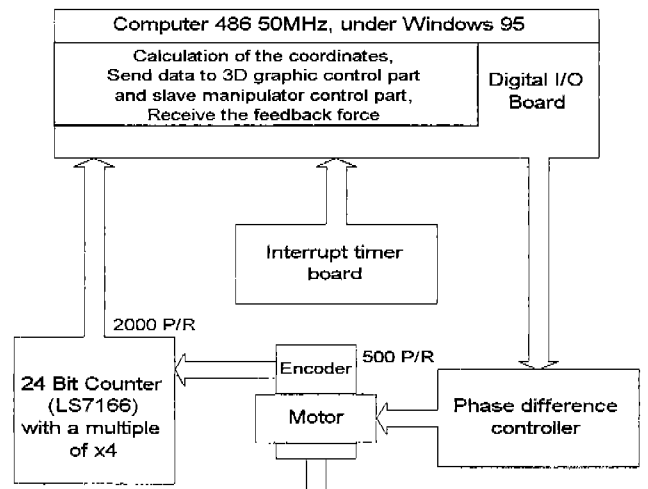 Computer 486 50MHz, under Windows 95
Calculation of the coordinates,
Send data to 3D graphic control part
and slave manipulator control part,
Receive the feedback force
Digital I/O
Board
Interrupt timer
board
2000 P/R
24 Bit Counter
(LS7166)
with a multiple
of x4
Encoder
500 P/R
Motor
Phase difference
controller